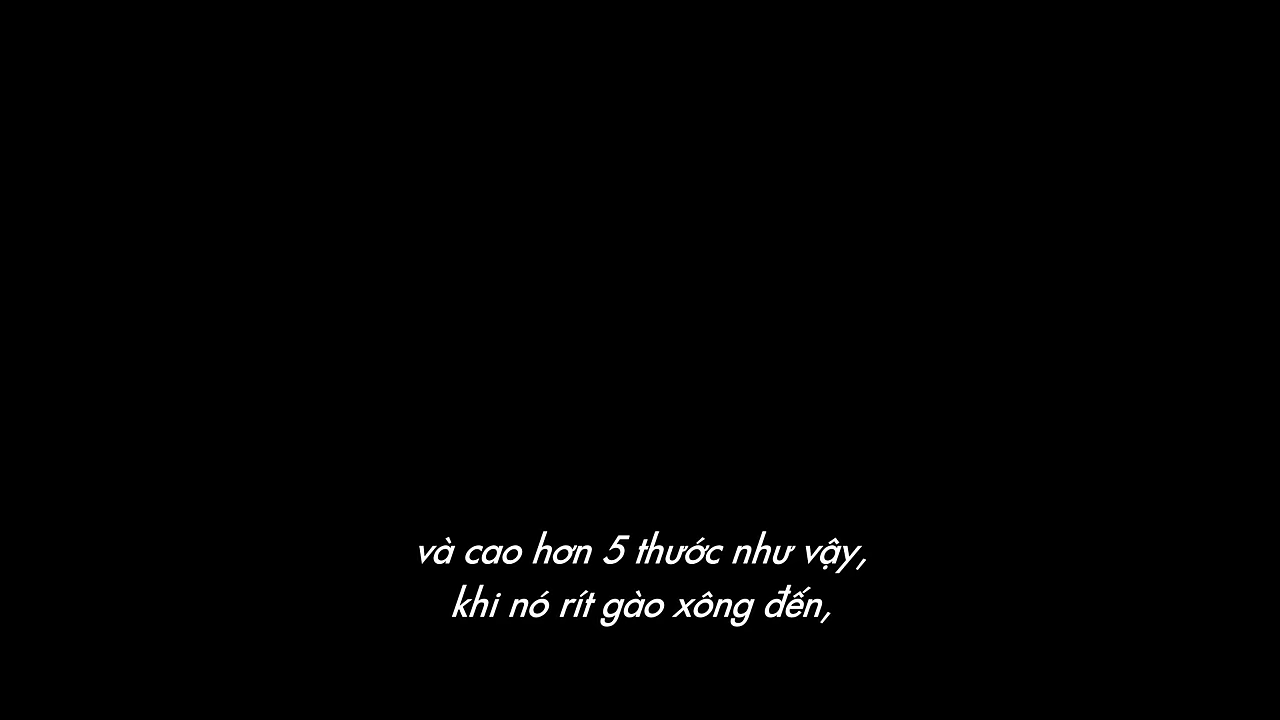 và cao hơn 5 thước như vậy,
khi nó rít gào xông đến,